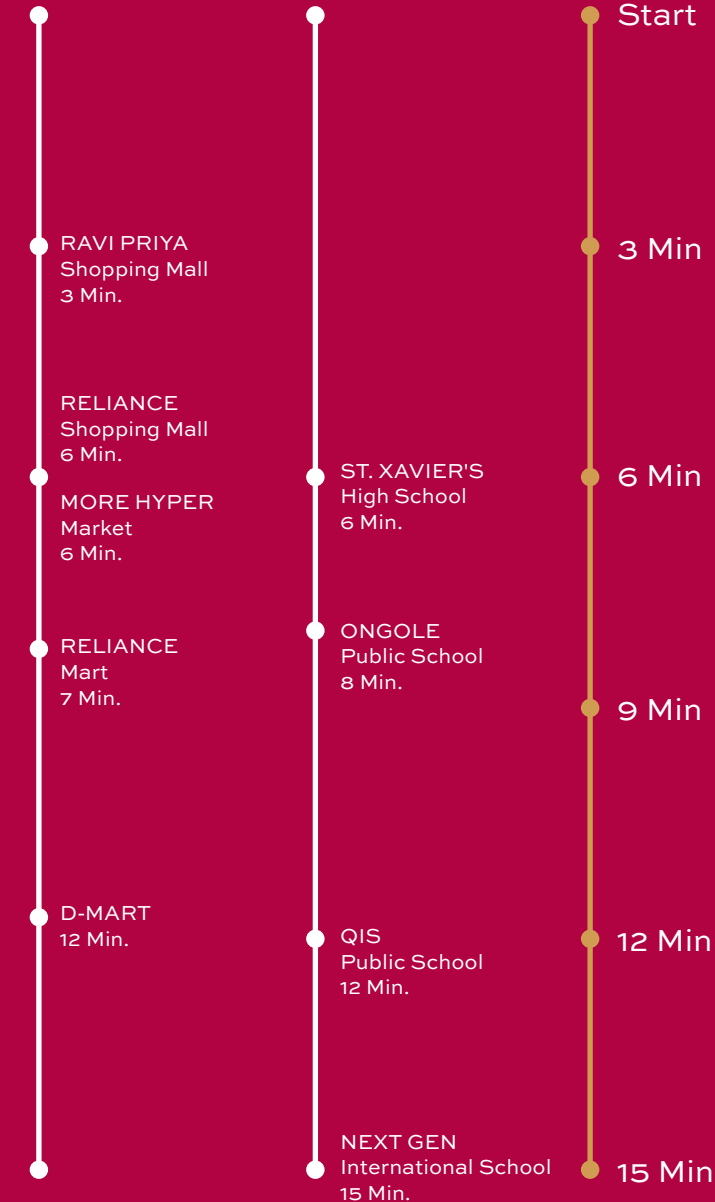 RAVI PRIYA
Shopping Mall
3 Min.
RELIANCE
Shopping Mall
6 Min.
MORE HYPER
Market
6 Min.
RELIANCE
Mart
7 Min.
D-MART
12 Min.
ST. XAVIER'S
High School
6 Min.
ONGOLE
Public School
8 Min.
QIS
Public School
12 Min.
NEXT GEN
International School
15 Min.
Start
3 Min
6 Min
9 Min
12 Min
15 Min